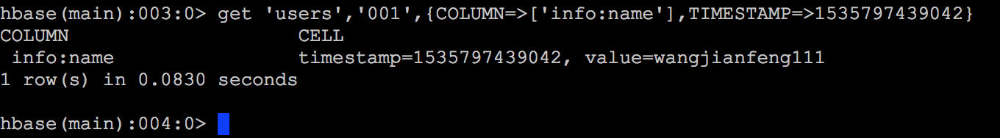 hbase(main):003:0> get 'users','001',{COLUMN=>['info:name'],TIMESTAMP=>1535797439042}
COLUMN                     CELL
 info:name                 timestamp=1535797439042, value=wangjianfeng111
1 row(s) in 0.0830 seconds
hbase(main):004:0>